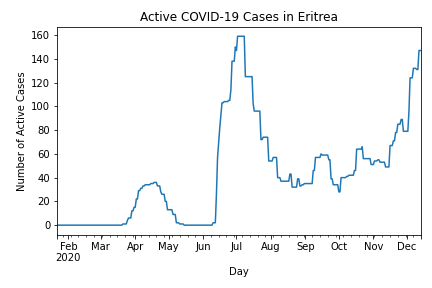 Active COVID-19 Cases in Eritrea
160
140
120
100
80
60
40
20
0
Number of Active Cases
Feb Mar Apr May Jun Jul Aug Sep Oct Nov Dec
2020
Day